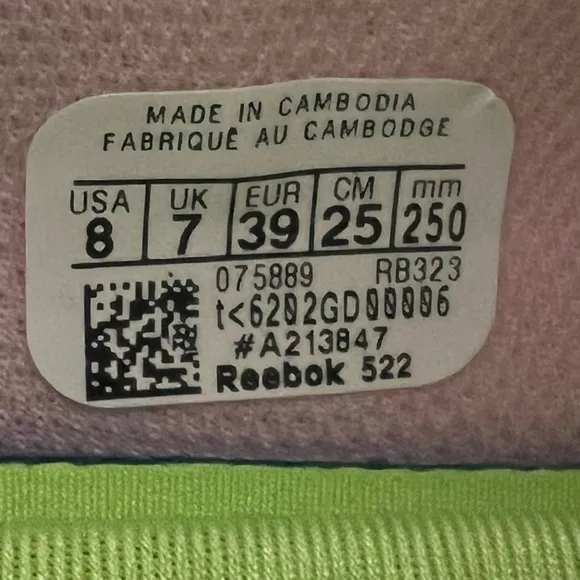 MADE IN CAMBODIA
FABRIQUÉ AU CAMBODGE
USA UK EUR CM mm
8 7 39 25 250
075889 RB323
t<6202GD00006
#A213847
Reebok 522